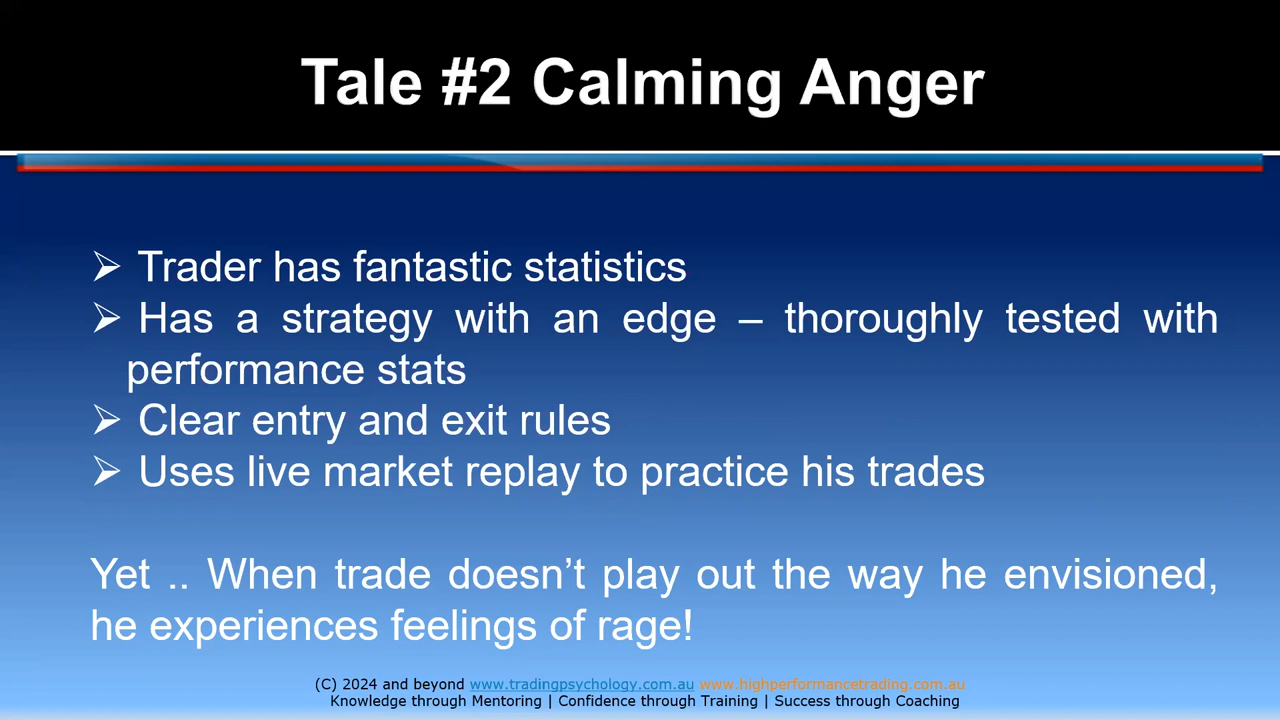 Tale #2 Calming Anger
➢ Trader has fantastic statistics
➢ Has a strategy with an edge – thoroughly tested with
performance stats
➢ Clear entry and exit rules
➢ Uses live market replay to practice his trades
Yet .. When trade doesn’t play out the way he envisioned,
he experiences feelings of rage!
(C) 2024 and beyond www.tradingpsychology.com.au www.highperformancetrading.com.au
Knowledge through Mentoring | Confidence through Training | Success through Coaching